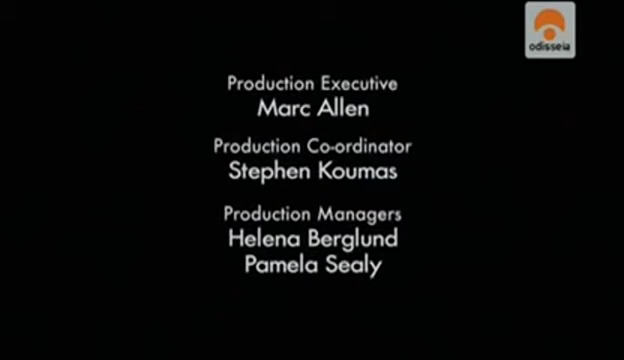 odisseia
Production Executive
Marc Allen
Production Co-ordinator
Stephen Koumas
Production Managers
Helena Berglund
Pamela Sealy